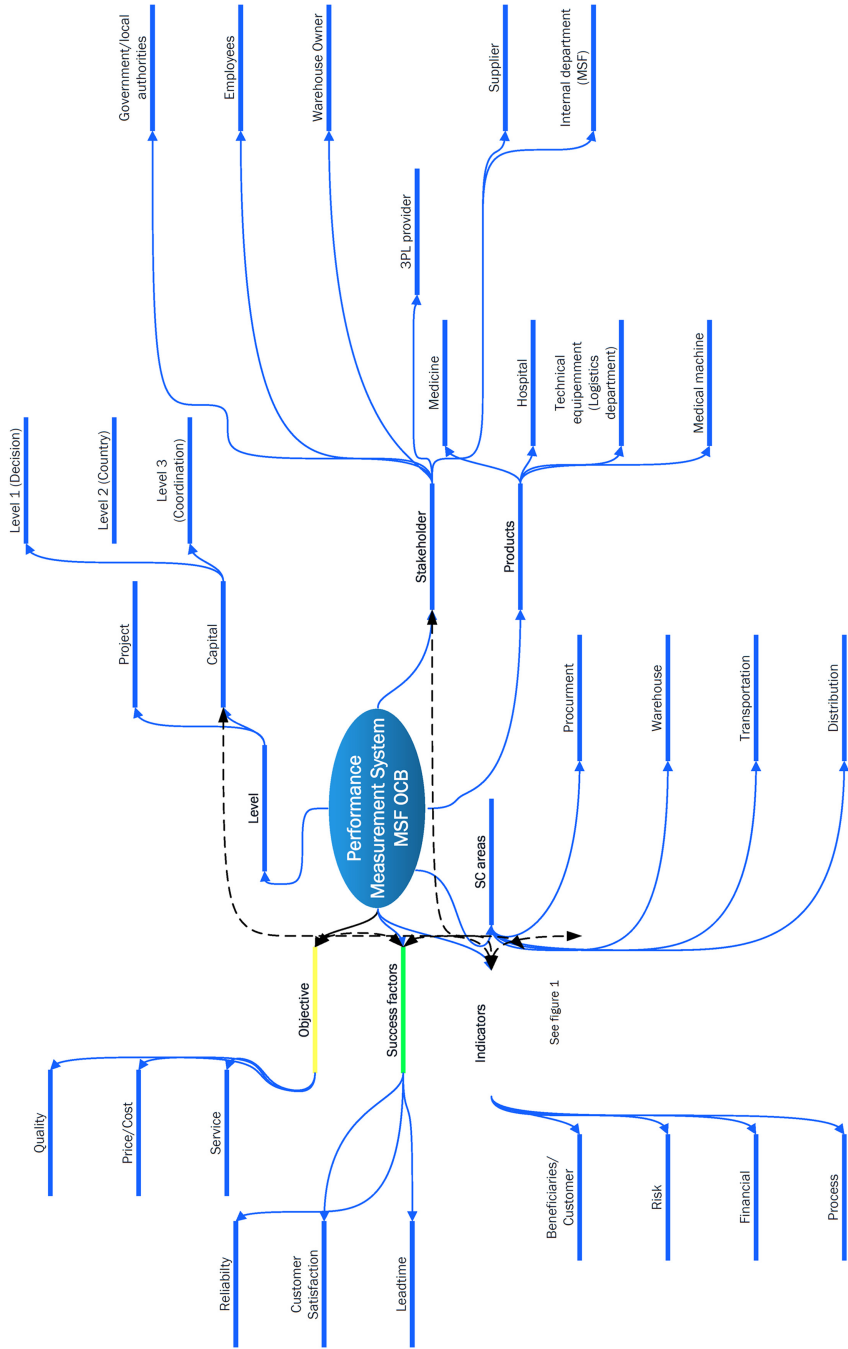 Quality
Price/Cost
Service
Reliabilty
Customer
Satisfaction
Leadtime
Beneficiaries/
Customer
Risk
Financial
Process
Objective
Success factors
Indicators
See figure 1
Performance
Measurement System
MSF OCB
Level
SC areas
Project
Capital
Level 1 (Decision)
Level 2 (Country)
Level 3
(Coordination)
Procurment
Warehouse
Transportation
Distribution
Stakeholder
Products
Government/local
authorities
Employees
Warehouse Owner
3PL provider
Supplier
Internal department
(MSF)
Medicine
Hospital
Technical
equipemment
(Logistics
department)
Medical machine